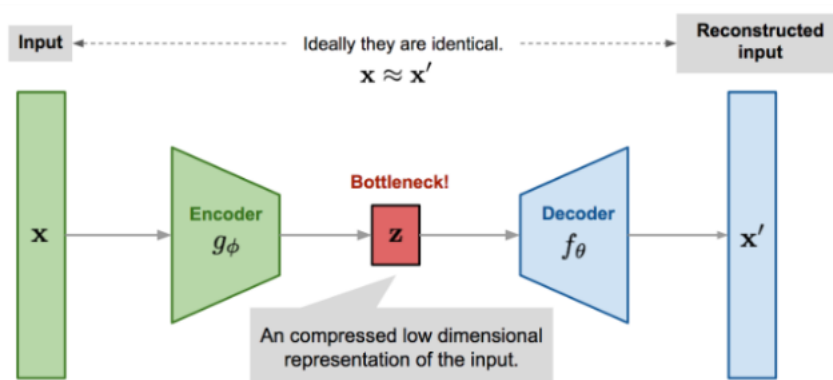 Input
Ideally they are identical.
x ≈ x′
Reconstructed
input
Bottleneck!
x
Encoder
gϕ
z
Decoder
fθ
x′
An compressed low dimensional
representation of the input.